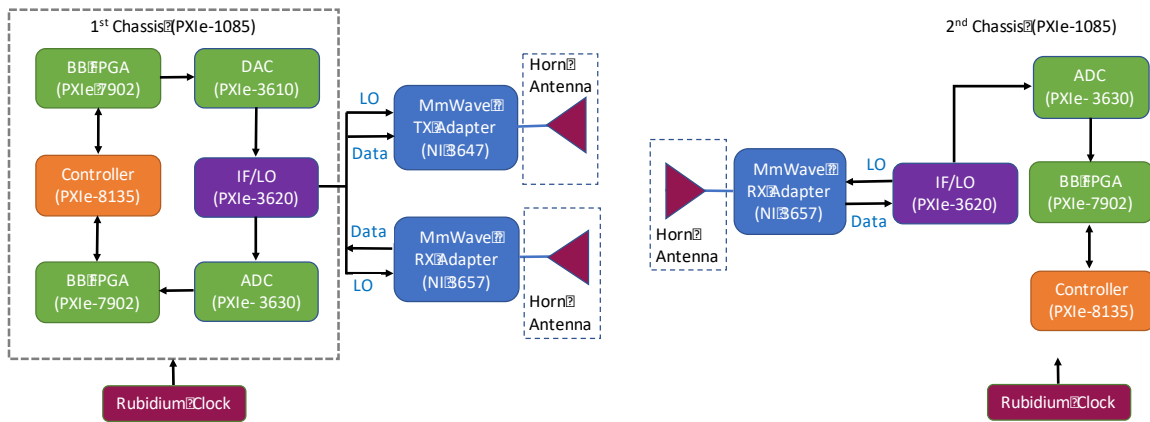 1st Chassis (PXIe-1085)
BB FPGA
(PXIe 7902)
DAC
(PXIe-3610)
Controller
(PXIe-8135)
IF/LO
(PXIe-3620)
BB FPGA
(PXIe-7902)
ADC
(PXIe- 3630)
Rubidium Clock
LO
Data
MmWave
TX Adapter
(NI 3647)
Horn
Antenna
Data
LO
MmWave
RX Adapter
(NI 3657)
Horn
Antenna
2nd Chassis (PXIe-1085)
Horn
Antenna
MmWave
RX Adapter
(NI 3657)
LO
Data
IF/LO
(PXIe-3620)
ADC
(PXIe- 3630)
BB FPGA
(PXIe-7902)
Controller
(PXIe-8135)
Rubidium Clock